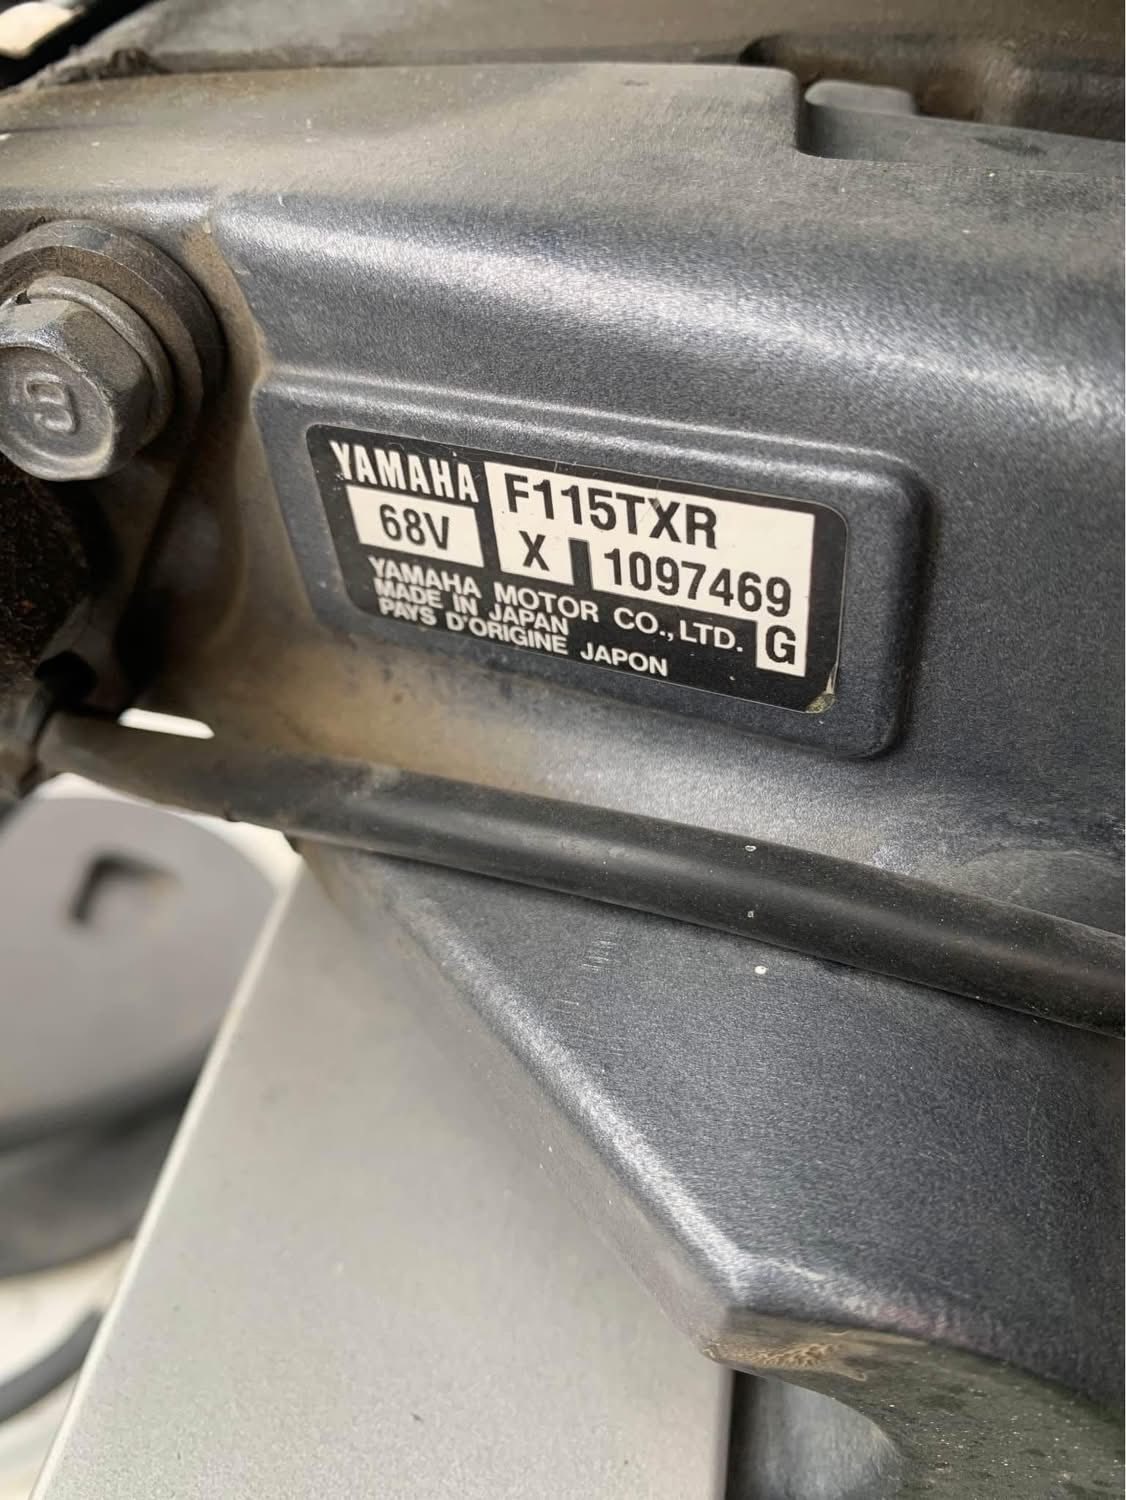 YAMAHA F115TXR
68V X 1097469
YAMAHA MOTOR CO., LTD. G
MADE IN JAPAN
PAYS D'ORIGINE JAPON